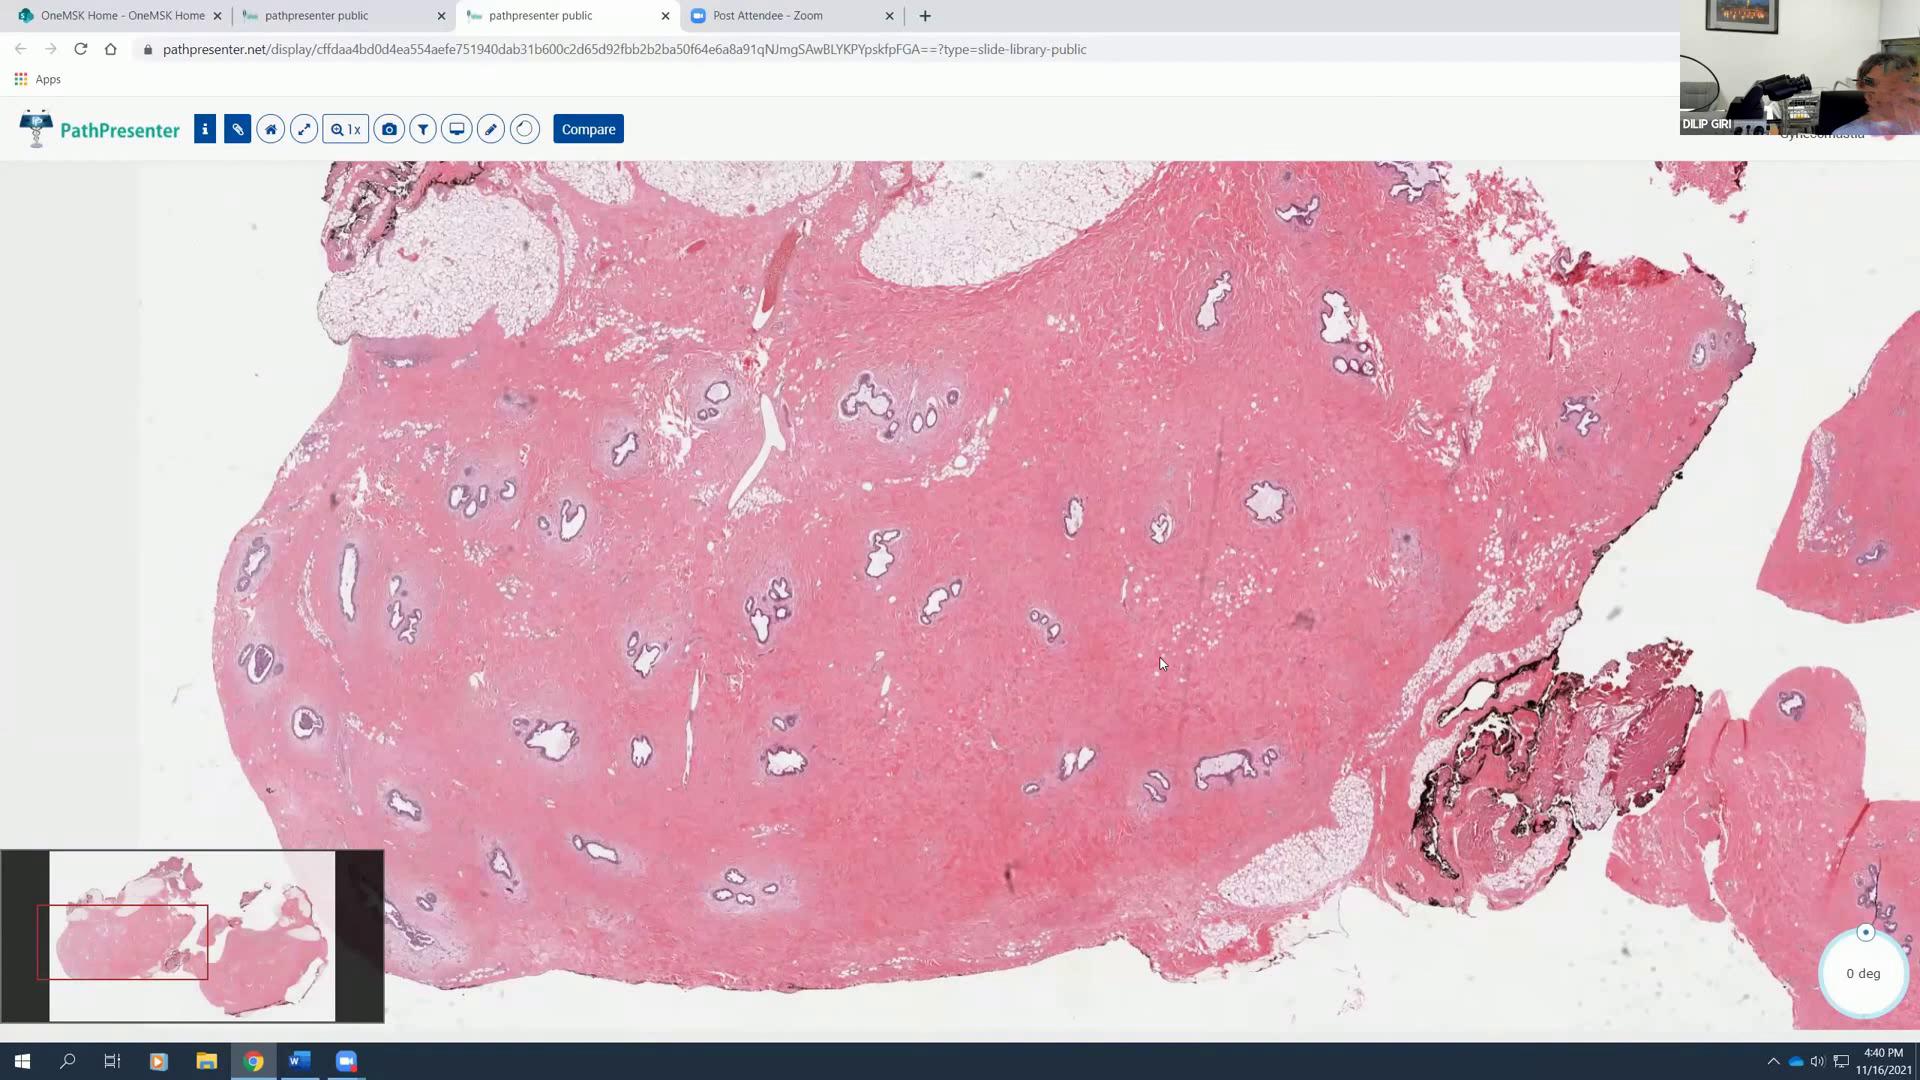 OneMSK Home - OneMSK Home
pathpresenter public
pathpresenter public
Post Attendee - Zoom
pathpresenter.net/display/cffdaa4bd0d4ea554aefe751940dab31b600c2d65d92fbb2b2ba50f64e6a8a91qNJmgSAwBLYKPYpskfpFGA==?type=slide-library-public
Apps
PathPresenter
1x
Compare
DILIP GIRI
Gynecomastia
0 deg
4:40 PM
11/16/2021